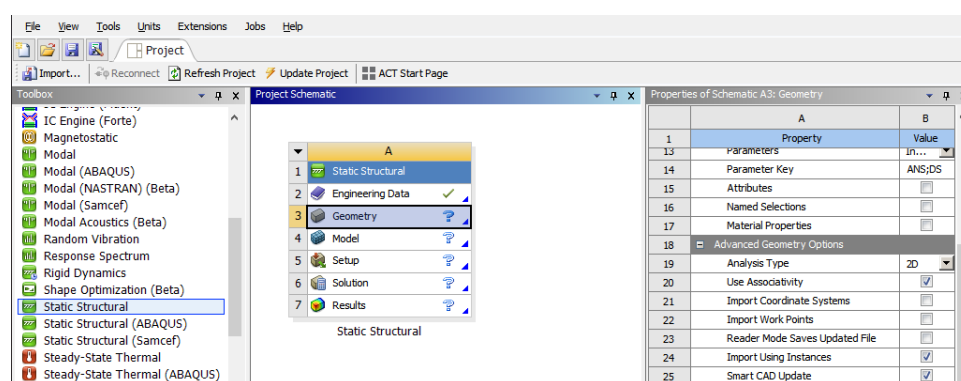 File View Tools Units Extensions Jobs Help
Project
Import... Reconnect Refresh Project Update Project ACT Start Page
Toolbox
IC Engine (Fluent)
IC Engine (Forte)
Magnetostatic
Modal
Modal (ABAQUS)
Modal (NASTRAN) (Beta)
Modal (Samcef)
Modal Acoustics (Beta)
Random Vibration
Response Spectrum
Rigid Dynamics
Shape Optimization (Beta)
Static Structural
Static Structural (ABAQUS)
Static Structural (Samcef)
Steady-State Thermal
Steady-State Thermal (ABAQUS)
Project Schematic
A
1 Static Structural
2 Engineering Data
3 Geometry
4 Model
5 Setup
6 Solution
7 Results
Static Structural
Properties of Schematic A3: Geometry
A B
1 Property Value
13 Parameters In...
14 Parameter Key ANS;DS
15 Attributes
16 Named Selections
17 Material Properties
18 Advanced Geometry Options
19 Analysis Type 2D
20 Use Associativity
21 Import Coordinate Systems
22 Import Work Points
23 Reader Mode Saves Updated File
24 Import Using Instances
25 Smart CAD Update